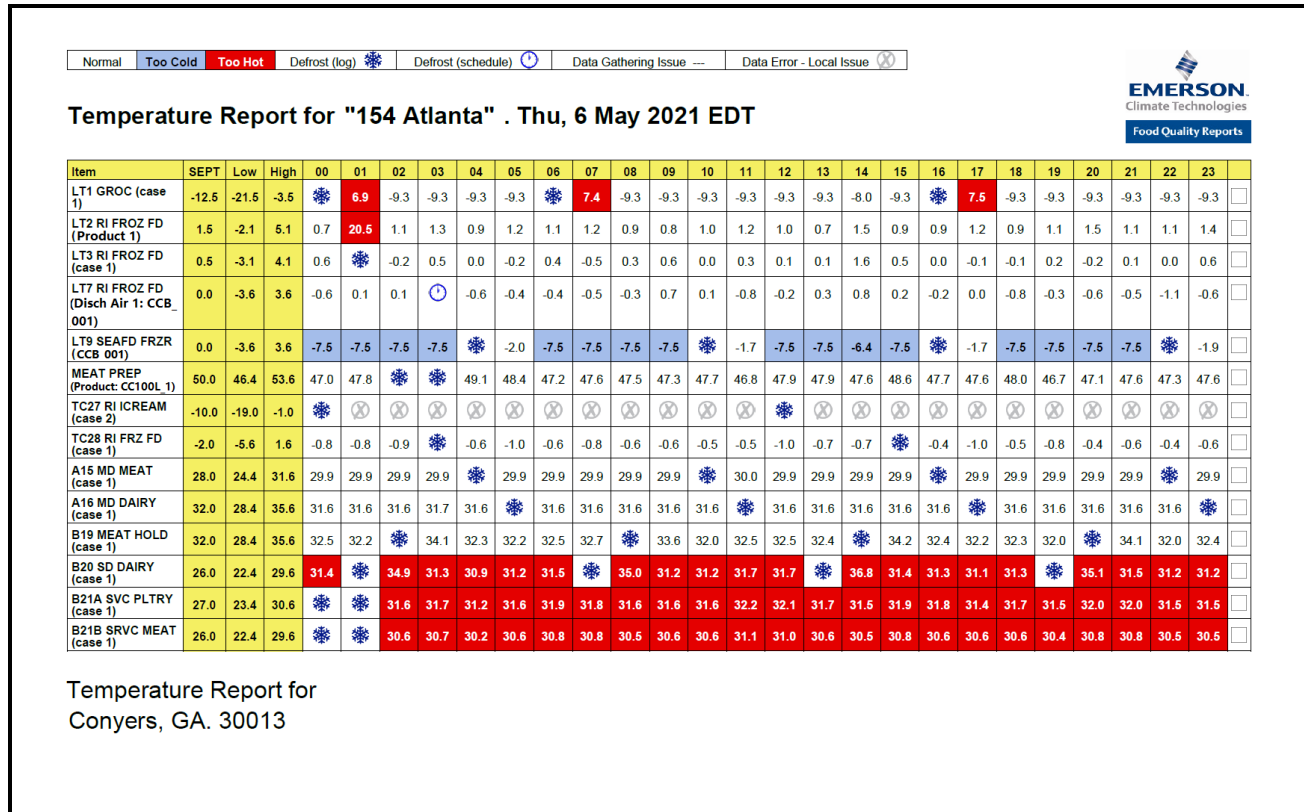 Normal Too Cold Too Hot Defrost (log) Defrost (schedule) Data Gathering Issue --- Data Error - Local Issue
EMERSON.
Climate Technologies
Food Quality Reports
Temperature Report for "154 Atlanta" . Thu, 6 May 2021 EDT
Item SEPT Low High 00 01 02 03 04 05 06 07 08 09 10 11 12 13 14 15 16 17 18 19 20 21 22 23
LT1 GROC (case
1) -12.5 -21.5 -3.5 6.9 -9.3 -9.3 -9.3 -9.3 7.4 -9.3 -9.3 -9.3 -9.3 -9.3 -9.3 -8.0 -9.3 7.5 -9.3 -9.3 -9.3 -9.3 -9.3 -9.3
LT2 RI FROZ FD
(Product 1) 1.5 -2.1 5.1 0.7 20.5 1.1 1.3 0.9 1.2 1.1 1.2 0.9 0.8 1.0 1.2 1.0 0.7 1.5 0.9 0.9 1.2 0.9 1.1 1.5 1.1 1.1 1.4
LT3 RI FROZ FD
(case 1) 0.5 -3.1 4.1 0.6 -0.2 0.5 0.0 -0.2 0.4 -0.5 0.3 0.6 0.0 0.3 0.1 0.1 1.6 0.5 0.0 -0.1 -0.1 0.2 -0.2 0.1 0.0 0.6
LT7 RI FROZ FD
(Disch Air 1: CCB_
001) 0.0 -3.6 3.6 -0.6 0.1 0.1 -0.6 -0.4 -0.4 -0.5 -0.3 0.7 0.1 -0.8 -0.2 0.3 0.8 0.2 -0.2 0.0 -0.8 -0.3 -0.6 -0.5 -1.1 -0.6
LT9 SEAFD FRZR
(CCB 001) 0.0 -3.6 3.6 -7.5 -7.5 -7.5 -7.5 -2.0 -7.5 -7.5 -7.5 -7.5 -1.7 -7.5 -7.5 -6.4 -7.5 -1.7 -7.5 -7.5 -7.5 -7.5 -1.9
MEAT PREP
(Product: CC100L_1) 50.0 46.4 53.6 47.0 47.8 49.1 48.4 47.2 47.6 47.5 47.3 47.7 46.8 47.9 47.9 47.6 48.6 47.7 47.6 48.0 46.7 47.1 47.6 47.3 47.6
TC27 RI ICREAM
(case 2) -10.0 -19.0 -1.0
TC28 RI FRZ FD
(case 1) -2.0 -5.6 1.6 -0.8 -0.8 -0.9 -0.6 -1.0 -0.6 -0.8 -0.6 -0.6 -0.5 -0.5 -1.0 -0.7 -0.7 -0.4 -1.0 -0.5 -0.8 -0.4 -0.6 -0.4 -0.6
A15 MD MEAT
(case 1) 28.0 24.4 31.6 29.9 29.9 29.9 29.9 29.9 29.9 29.9 29.9 29.9 30.0 29.9 29.9 29.9 29.9 29.9 29.9 29.9 29.9 29.9 29.9
A16 MD DAIRY
(case 1) 32.0 28.4 35.6 31.6 31.6 31.6 31.7 31.6 31.6 31.6 31.6 31.6 31.6 31.6 31.6 31.6 31.6 31.6 31.6 31.6 31.6 31.6 31.6
B19 MEAT HOLD
(case 1) 32.0 28.4 35.6 32.5 32.2 34.1 32.3 32.2 32.5 32.7 33.6 32.0 32.5 32.5 32.4 34.2 32.4 32.2 32.3 32.0 34.1 32.0 32.4
B20 SD DAIRY
(case 1) 26.0 22.4 29.6 31.4 34.9 31.3 30.9 31.2 31.5 35.0 31.2 31.2 31.7 31.7 36.8 31.4 31.3 31.1 31.3 35.1 31.5 31.2 31.2
B21A SVC PLTRY
(case 1) 27.0 23.4 30.6 31.6 31.7 31.2 31.6 31.9 31.8 31.6 31.6 31.6 32.2 32.1 31.7 31.5 31.9 31.8 31.4 31.7 31.5 32.0 32.0 31.5 31.5
B21B SRVC MEAT
(case 1) 26.0 22.4 29.6 30.6 30.7 30.2 30.6 30.8 30.8 30.5 30.6 30.6 31.1 31.0 30.6 30.5 30.8 30.6 30.6 30.6 30.4 30.8 30.8 30.5 30.5
Temperature Report for
Conyers, GA. 30013